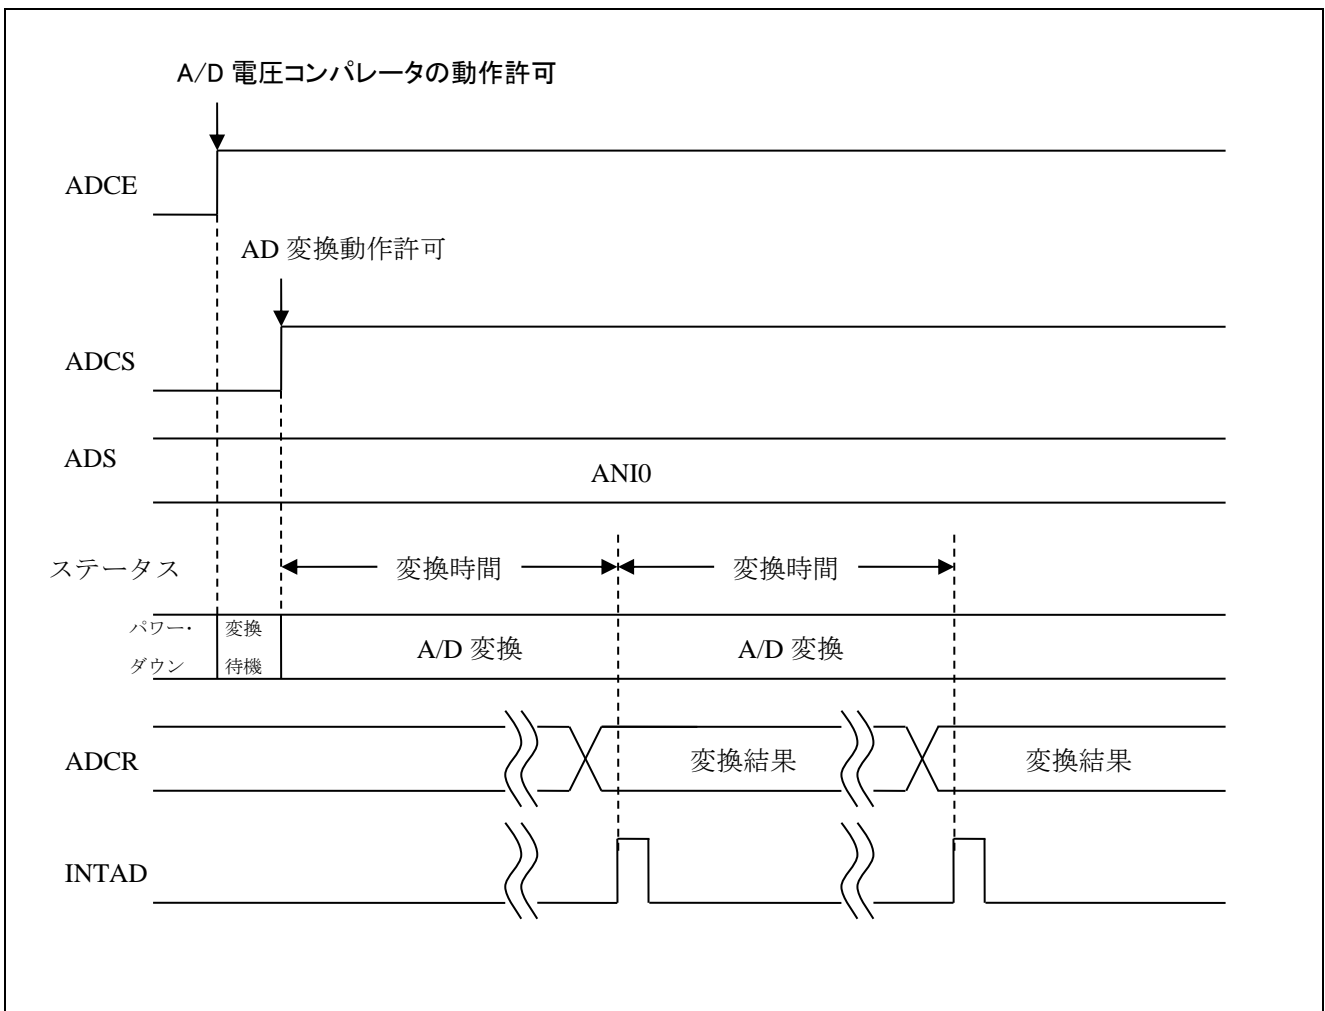 A/D 電圧コンパレータの動作許可
ADCE
AD 変換動作許可
ADCS
ADS
ANI0
ステータス
変換時間
変換時間
パワー・
ダウン
変換
待機
A/D 変換
A/D 変換
ADCR
変換結果
変換結果
INTAD